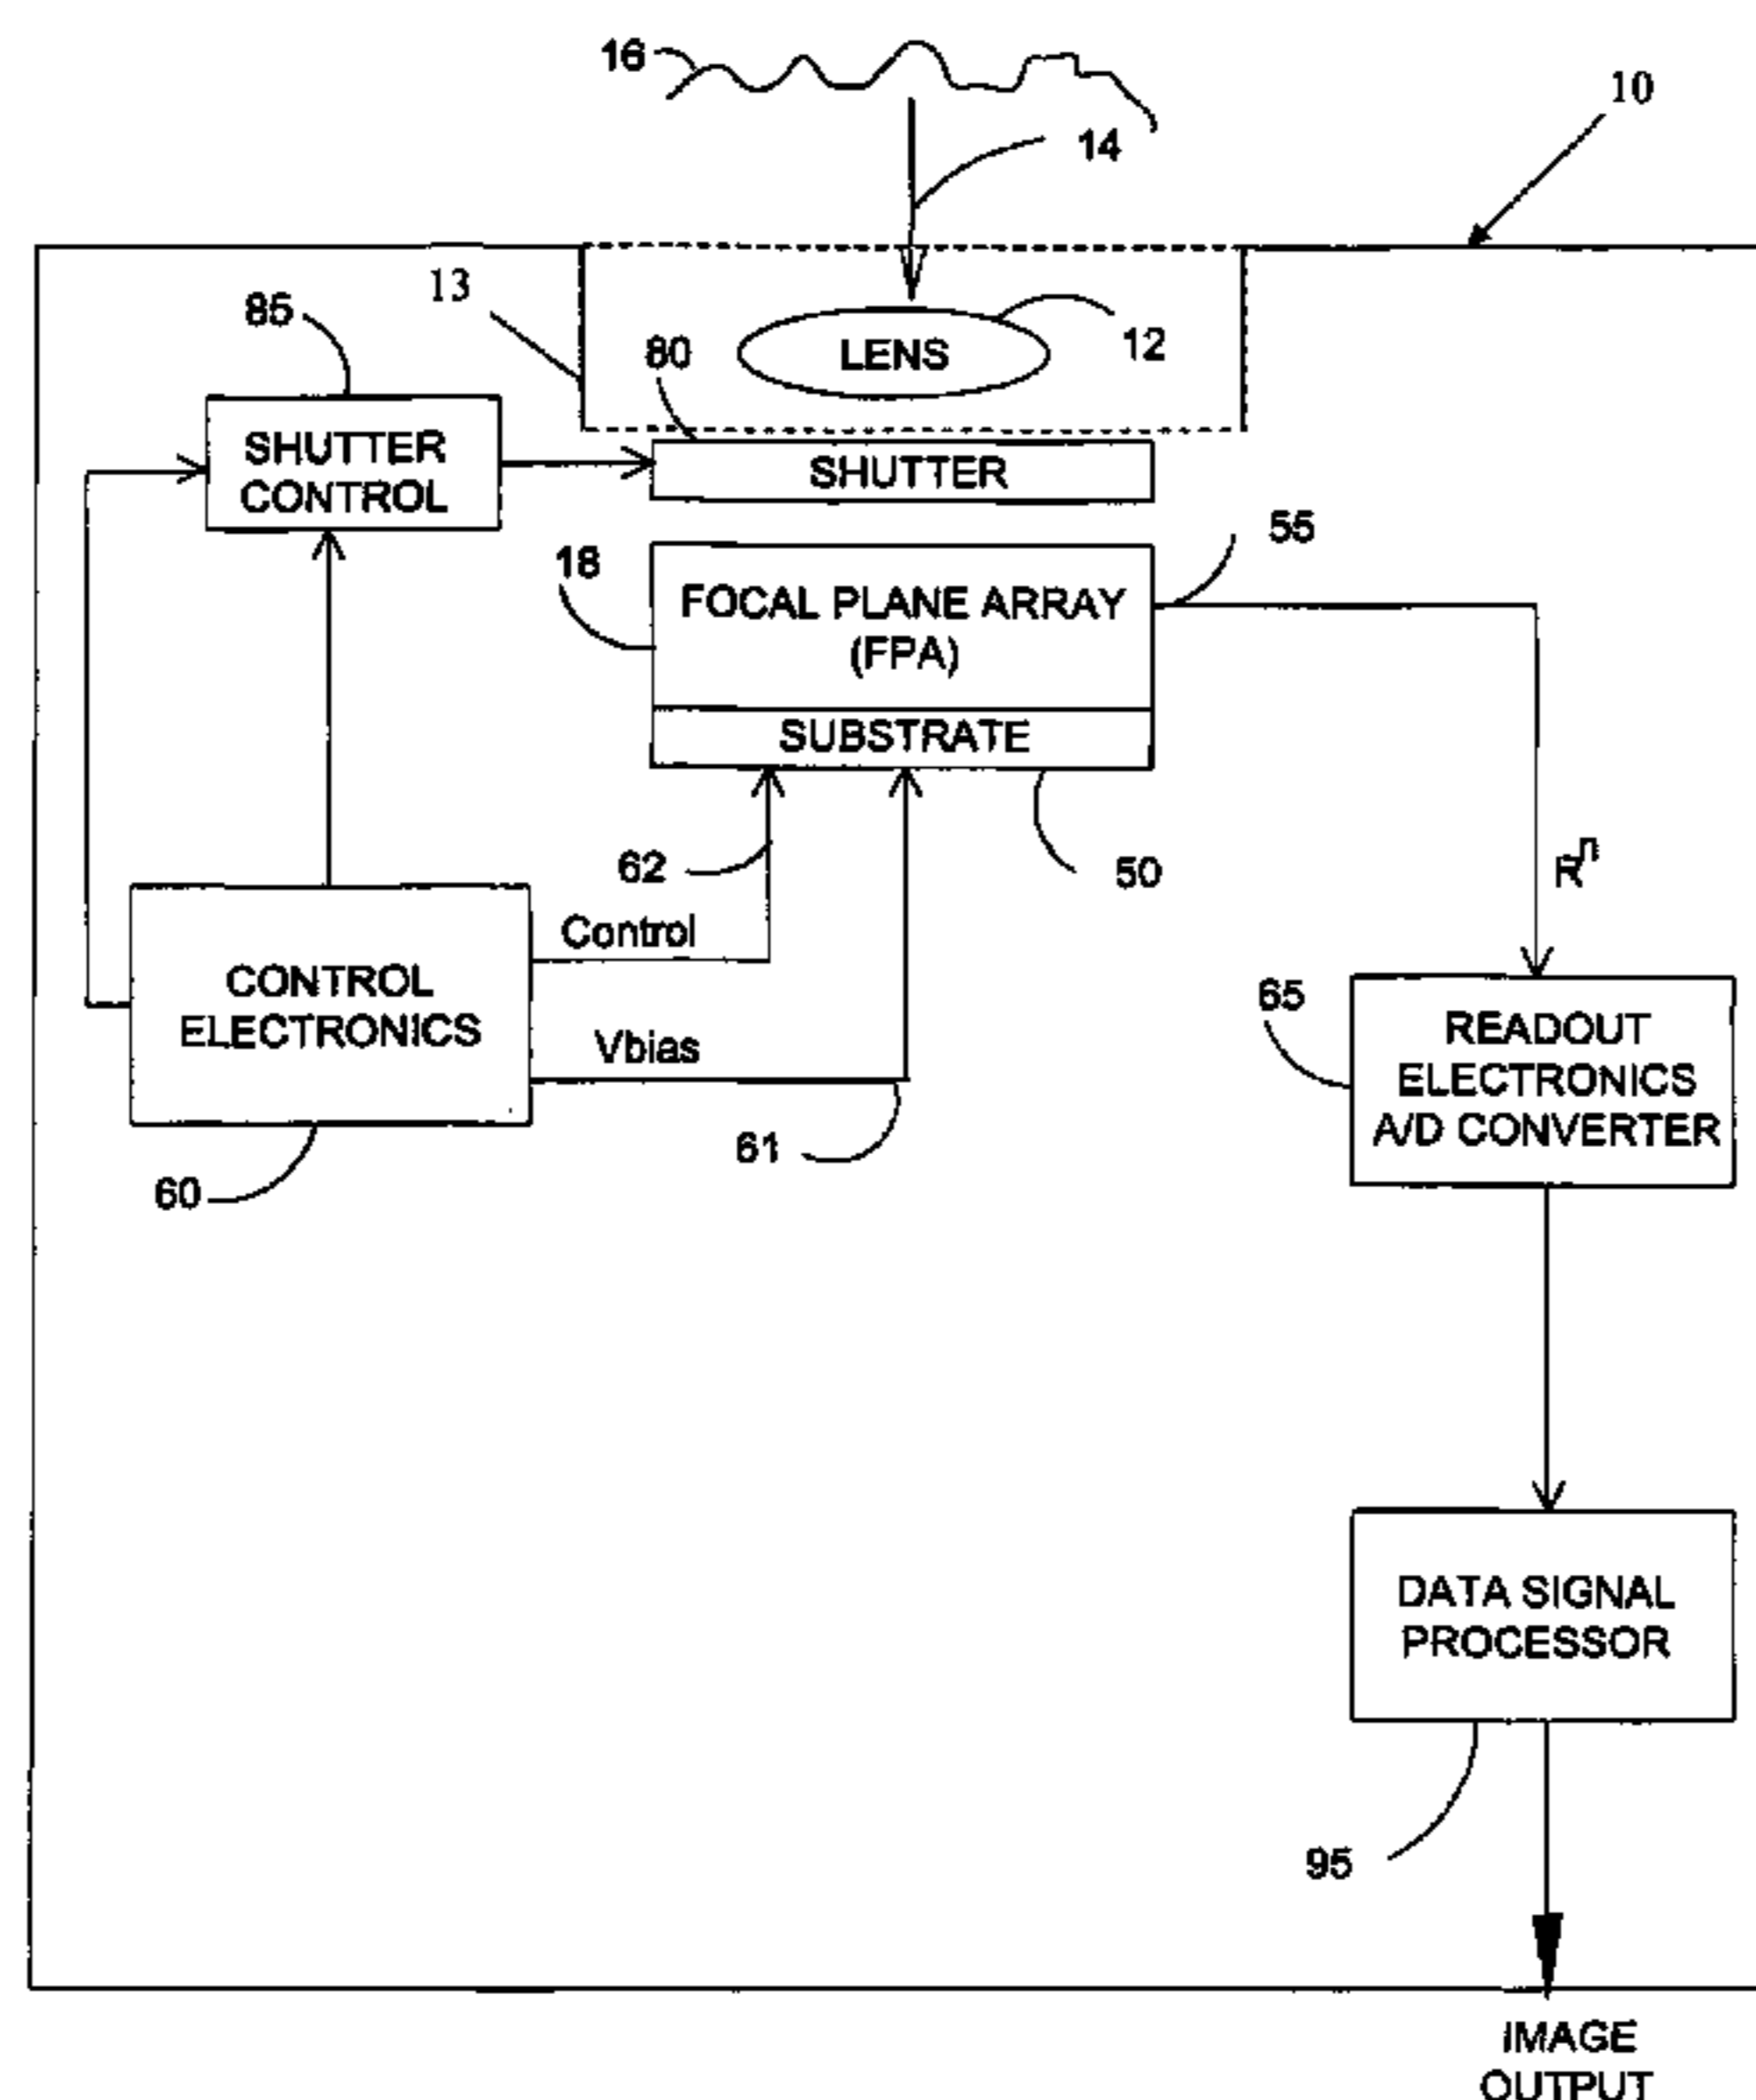 16
10
14
13
85
80
12
LENS
SHUTTER
CONTROL
SHUTTER
55
18
FOCAL PLANE ARRAY
(FPA)
SUBSTRATE
62
50
Rⁿ
Control
CONTROL
ELECTRONICS
65
READOUT
ELECTRONICS
A/D CONVERTER
Vbias
61
60
DATA SIGNAL
PROCESSOR
95
IMAGE
OUTPUT